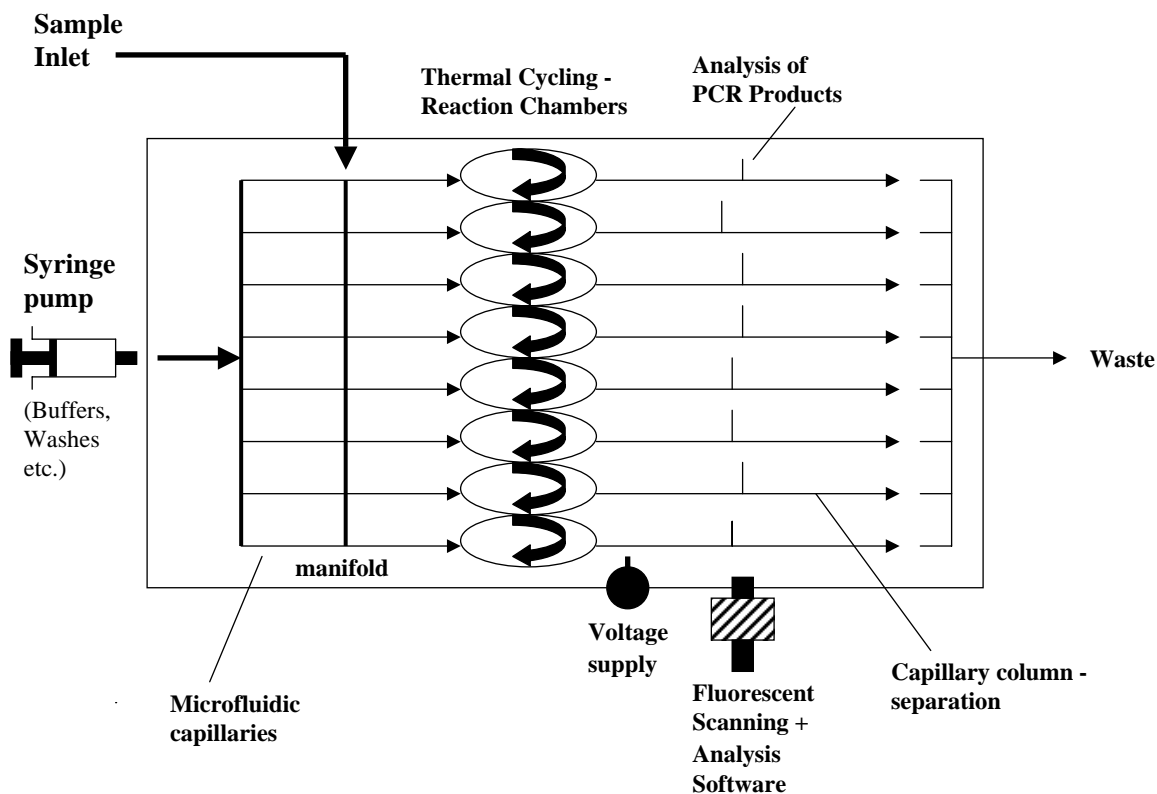 Sample
Inlet
Thermal Cycling -
Reaction Chambers
Analysis of
PCR Products
Syringe
pump
(Buffers,
Washes
etc.)
Waste
manifold
Voltage
supply
Microfluidic
capillaries
Fluorescent
Scanning +
Analysis
Software
Capillary column -
separation